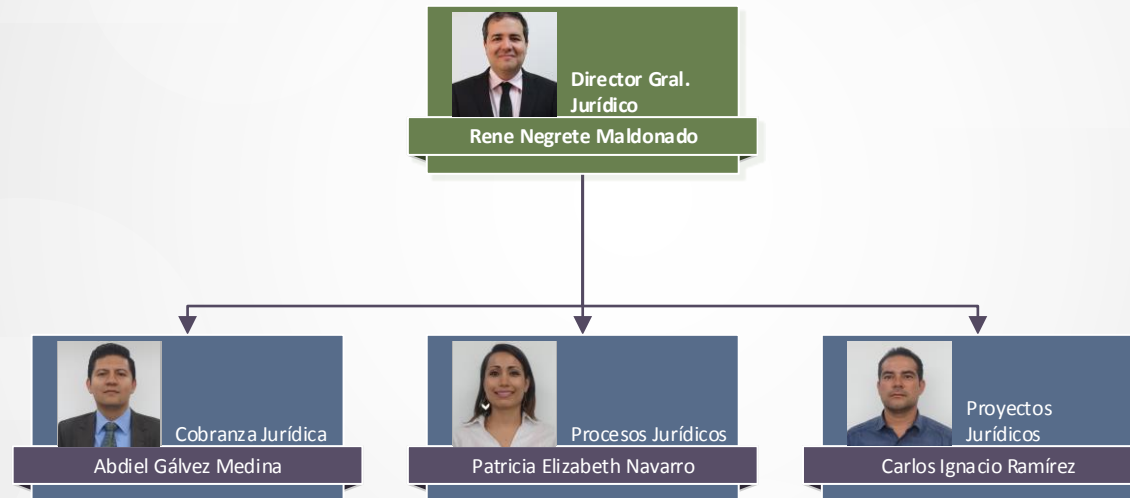 Director Gral.
Jurídico
Rene Negrete Maldonado
Cobranza Jurídica
Abdiel Gálvez Medina
Procesos Jurídicos
Patricia Elizabeth Navarro
Proyectos
Jurídicos
Carlos Ignacio Ramírez